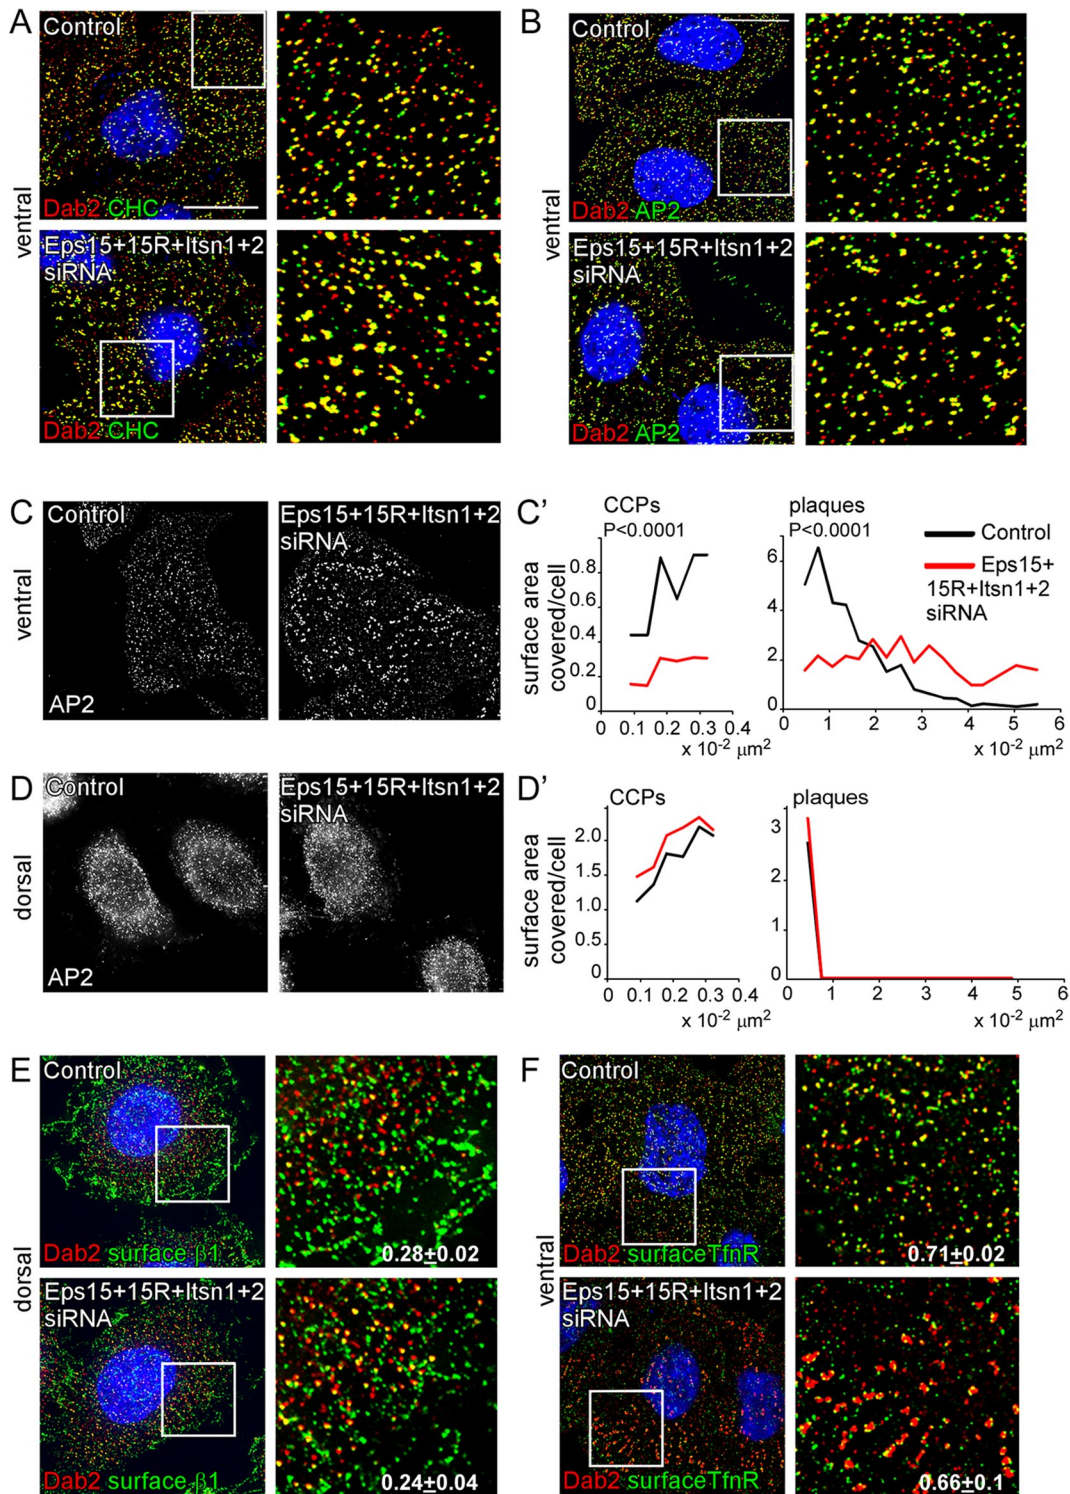 A
Control
Dab2 CHC
ventral
Eps15+15R+Itsn1+2
siRNA
Dab2 CHC
B
Control
Dab2 AP2
ventral
Eps15+15R+Itsn1+2
siRNA
Dab2 AP2
C
Control
Eps15+15R+Itsn1+2
siRNA
ventral
AP2
C'
CCPs
P<0.0001
surface area
covered/cell
0.8
0.6
0.4
0.2
0
0 0.1 0.2 0.3 0.4
x 10-2 μm2
plaques
P<0.0001
6
4
2
0
0 1 2 3 4 5 6
x 10-2 μm2
Control
Eps15+
15R+Itsn1+2
siRNA
D
Control
Eps15+15R+Itsn1+2
siRNA
dorsal
AP2
D'
CCPs
surface area
covered/cell
2.0
1.5
1.0
0.5
0
0 0.1 0.2 0.3 0.4
x 10-2 μm2
plaques
3
2
1
0
0 1 2 3 4 5 6
x 10-2 μm2
E
Control
Dab2 surface β1
0.28±0.02
dorsal
Eps15+15R+Itsn1+2
siRNA
Dab2 surface β1
0.24±0.04
F
Control
Dab2 surfaceTfnR
0.71±0.02
ventral
Eps15+15R+Itsn1+2
siRNA
Dab2 surfaceTfnR
0.66±0.1